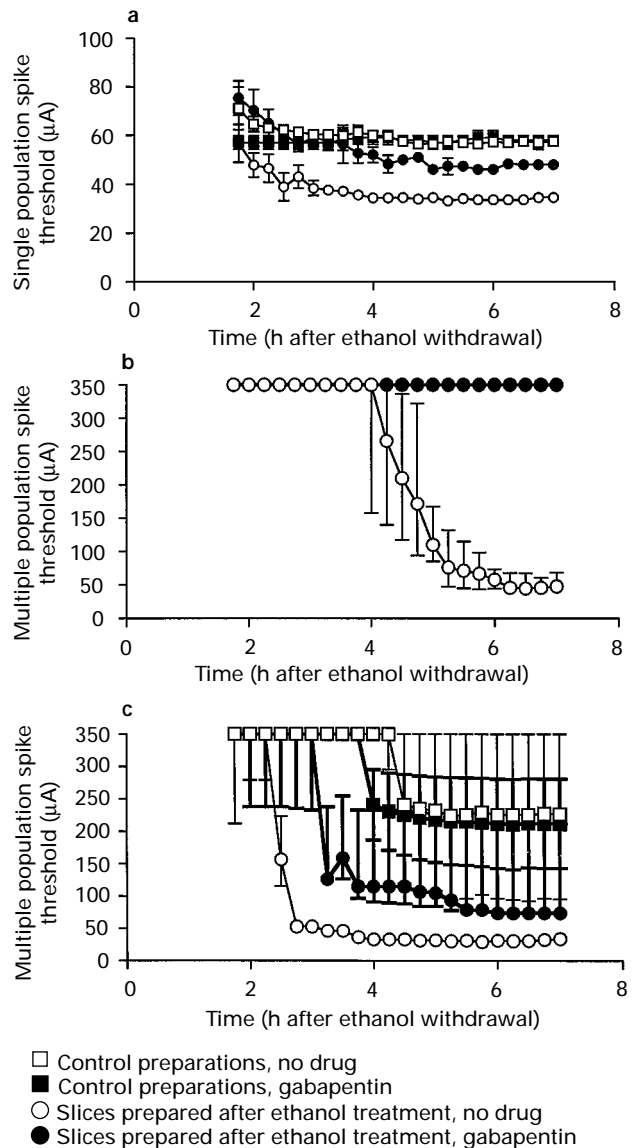 a
100
80
60
40
20
0
Single population spike
threshold (µA)
0 2 4 6 8
Time (h after ethanol withdrawal)
b
350
300
250
200
150
100
50
0
Multiple population spike
threshold (µA)
0 2 4 6 8
Time (h after ethanol withdrawal)
c
350
300
250
200
150
100
50
0
Multiple population spike
threshold (µA)
0 2 4 6 8
Time (h after ethanol withdrawal)
Control preparations, no drug
Control preparations, gabapentin
Slices prepared after ethanol treatment, no drug
Slices prepared after ethanol treatment, gabapentin